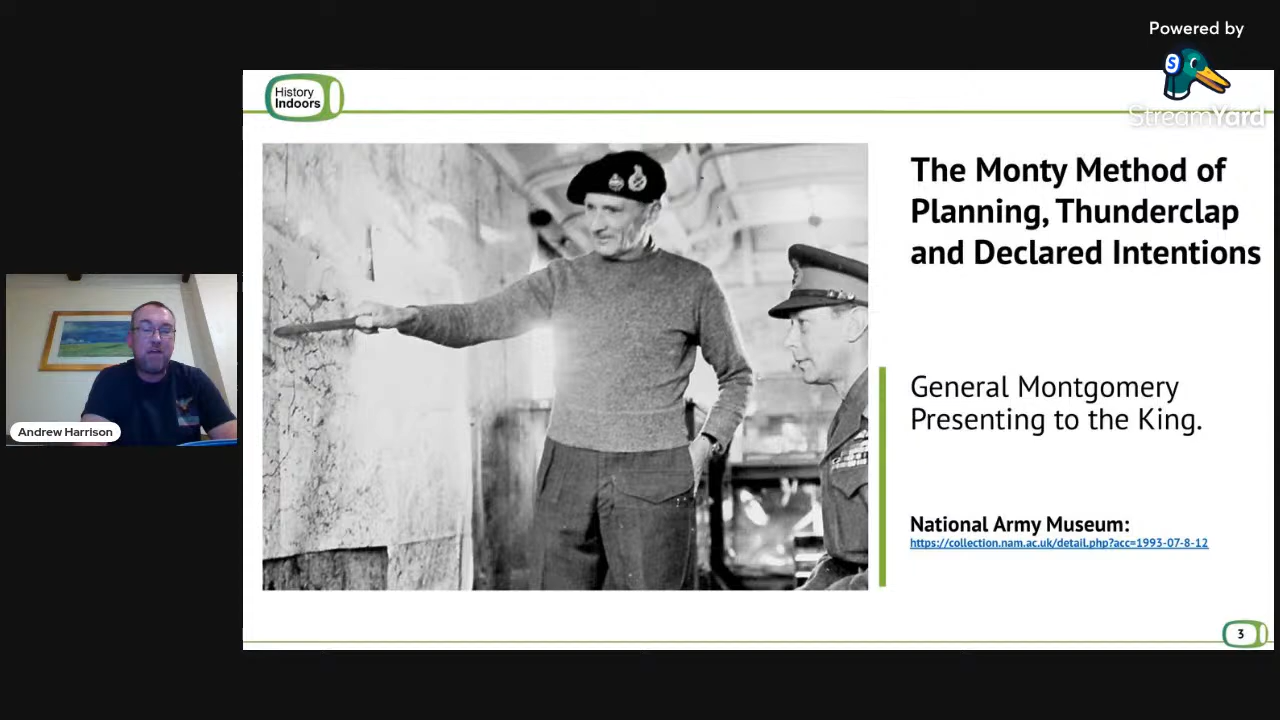 Powered by
StreamYard
History
Indoors
The Monty Method of
Planning, Thunderclap
and Declared Intentions
General Montgomery
Presenting to the King.
National Army Museum:
https://collection.nam.ac.uk/detail.php?acc=1993-07-8-12
Andrew Harrison
3